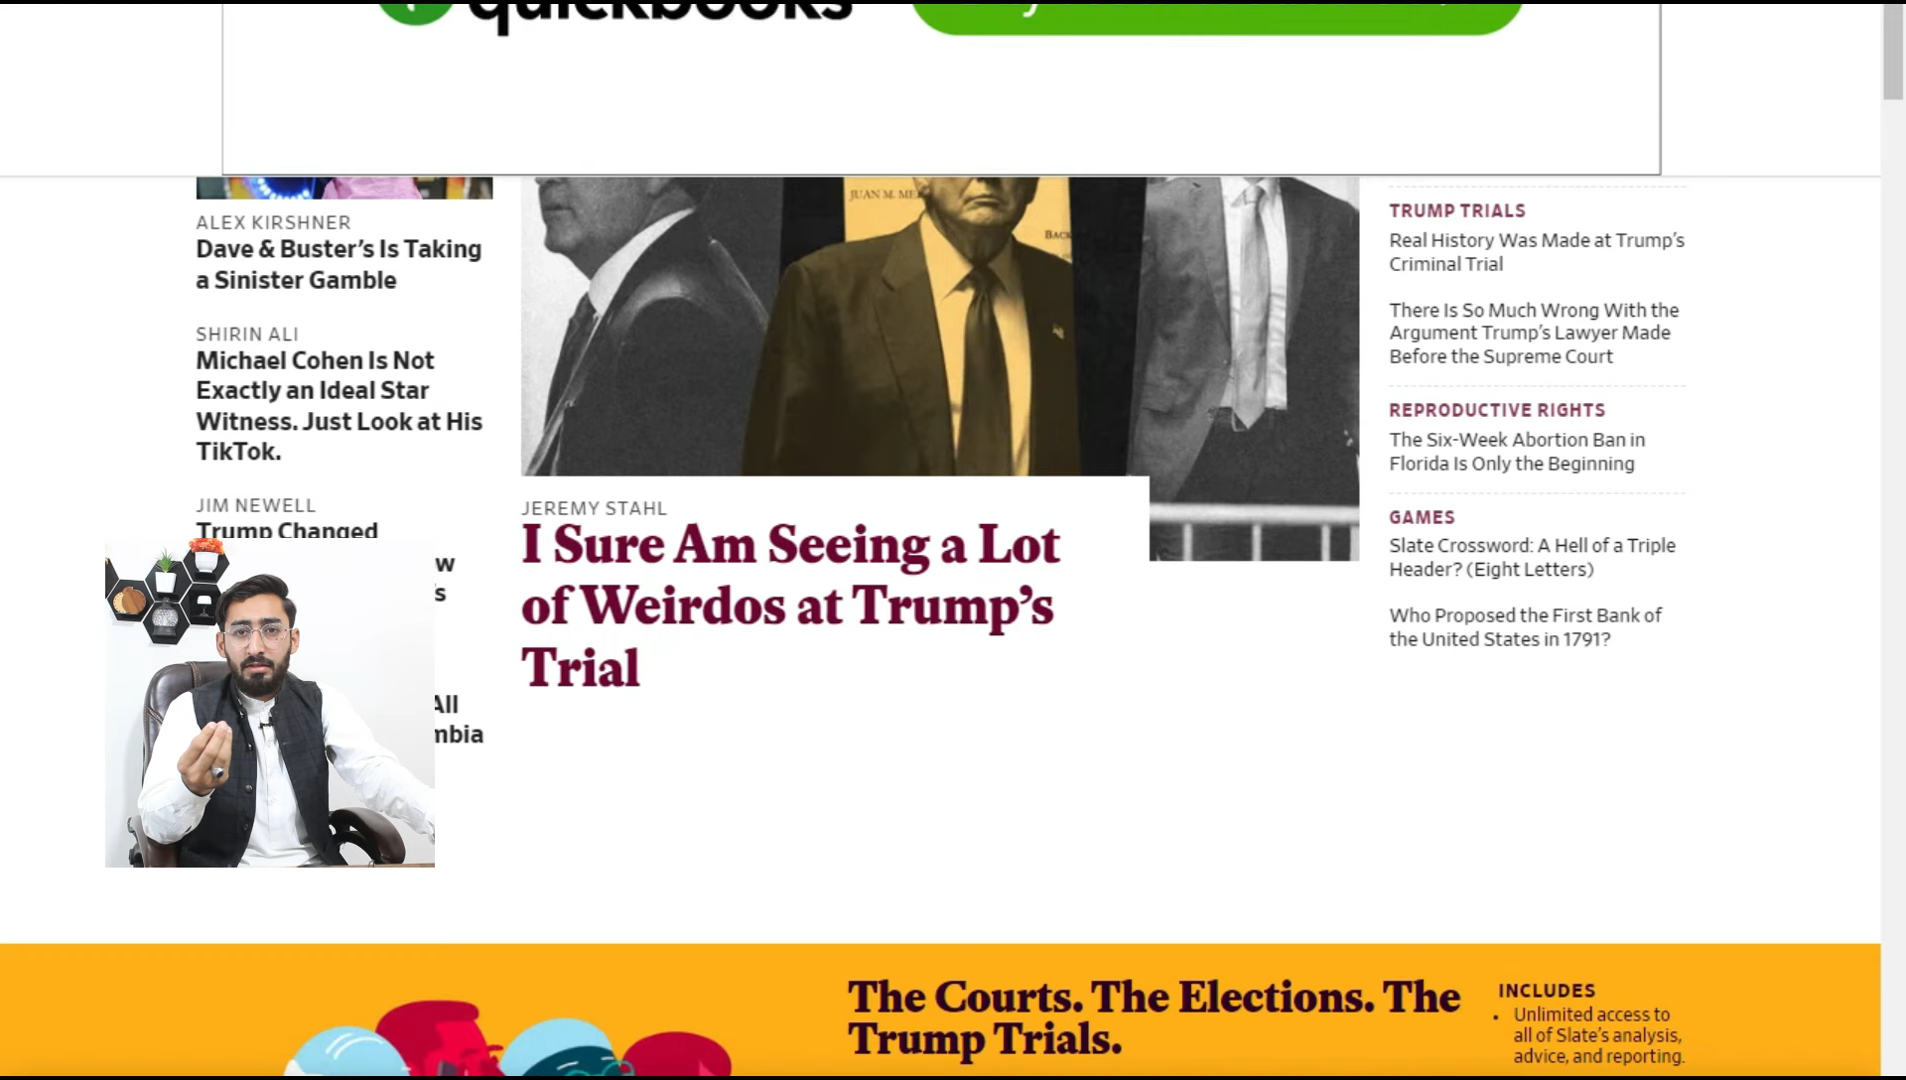 quickbooks
ALEX KIRSHNER
Dave & Buster's Is Taking
a Sinister Gamble
SHIRIN ALI
Michael Cohen Is Not
Exactly an Ideal Star
Witness. Just Look at His
TikTok.
JIM NEWELL
Trump Changed
JUAN M. ME
BACK
JEREMY STAHL
I Sure Am Seeing a Lot
of Weirdos at Trump's
Trial
TRUMP TRIALS
Real History Was Made at Trump's
Criminal Trial
There Is So Much Wrong With the
Argument Trump's Lawyer Made
Before the Supreme Court
REPRODUCTIVE RIGHTS
The Six-Week Abortion Ban in
Florida Is Only the Beginning
GAMES
Slate Crossword: A Hell of a Triple
Header? (Eight Letters)
Who Proposed the First Bank of
the United States in 1791?
The Courts. The Elections. The
Trump Trials.
INCLUDES
• Unlimited access to
all of Slate's analysis,
advice, and reporting.